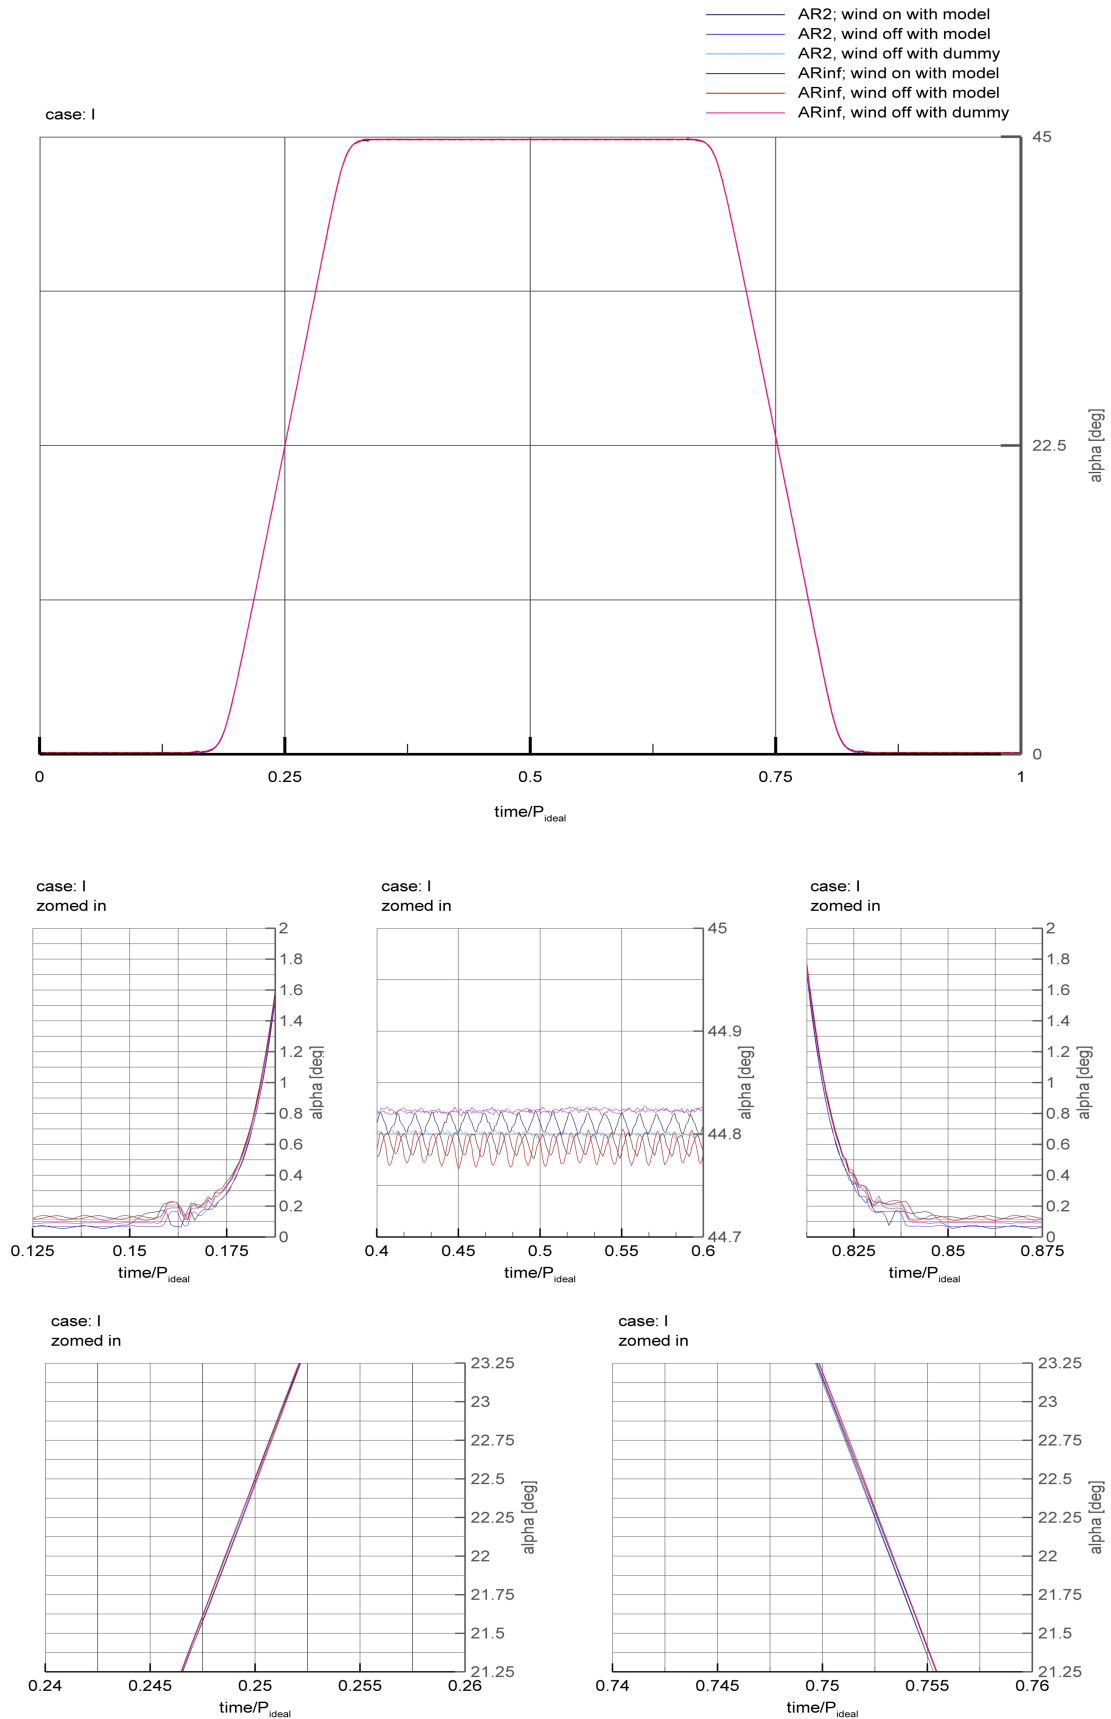 AR2; wind on with model
AR2, wind off with model
AR2, wind off with dummy
ARinf; wind on with model
ARinf, wind off with model
ARinf, wind off with dummy
case: I
45
22.5
0
alpha [deg]
0 0.25 0.5 0.75 1
time/Pideal
case: I
zomed in
2
1.8
1.6
1.4
1.2
1
0.8
0.6
0.4
0.2
0
alpha [deg]
0.125 0.15 0.175
time/Pideal
case: I
zomed in
45
44.9
44.8
44.7
alpha [deg]
0.4 0.45 0.5 0.55 0.6
time/Pideal
case: I
zomed in
2
1.8
1.6
1.4
1.2
1
0.8
0.6
0.4
0.2
0
alpha [deg]
0.825 0.85 0.875
time/Pideal
case: I
zomed in
23.25
23
22.75
22.5
22.25
22
21.75
21.5
21.25
alpha [deg]
0.24 0.245 0.25 0.255 0.26
time/Pideal
case: I
zomed in
23.25
23
22.75
22.5
22.25
22
21.75
21.5
21.25
alpha [deg]
0.74 0.745 0.75 0.755 0.76
time/Pideal